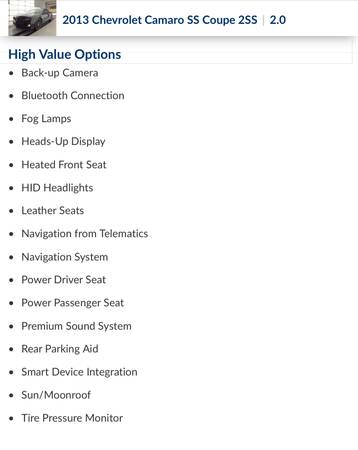 2013 Chevrolet Camaro SS Coupe 2SS | 2.0
High Value Options
• Back-up Camera
• Bluetooth Connection
• Fog Lamps
• Heads-Up Display
• Heated Front Seat
• HID Headlights
• Leather Seats
• Navigation from Telematics
• Navigation System
• Power Driver Seat
• Power Passenger Seat
• Premium Sound System
• Rear Parking Aid
• Smart Device Integration
• Sun/Moonroof
• Tire Pressure Monitor